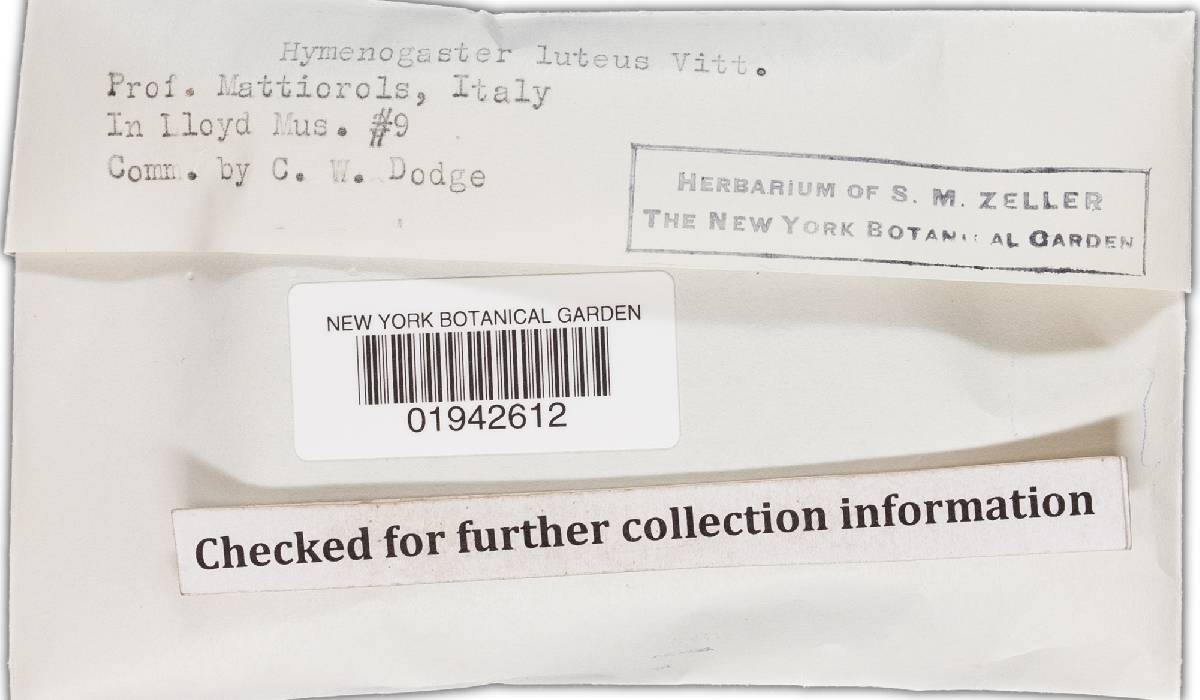 Hymenogaster luteus Vitt.
Prof. Mattiorols, Italy
In Lloyd Mus. #9
Comm. by C. W. Dodge
HERBARIUM OF S. M. ZELLER
THE NEW YORK BOTANICAL GARDEN
NEW YORK BOTANICAL GARDEN
01942612
Checked for further collection information